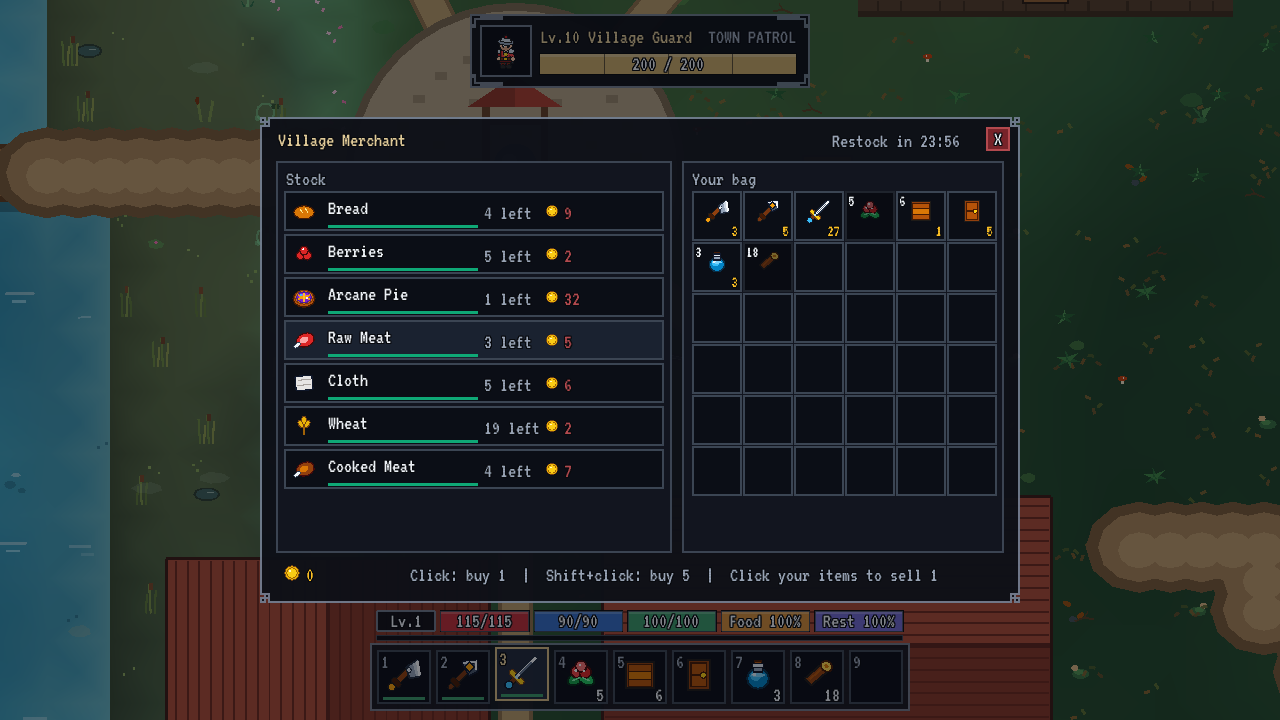 Lv.10 Village Guard TOWN PATROL
200 / 200
Village Merchant
Restock in 23:56
X
Stock
Bread 4 left 9
Berries 5 left 2
Arcane Pie 1 left 32
Raw Meat 3 left 5
Cloth 5 left 6
Wheat 19 left 2
Cooked Meat 4 left 7
Your bag
3 5 27 5 6 1 5
3 3 18
0 Click: buy 1 | Shift+click: buy 5 | Click your items to sell 1
Lv.1 115/115 90/90 100/100 Food 100% Rest 100%
1 2 3 4 5 6 7 8 9
5 6 3 18